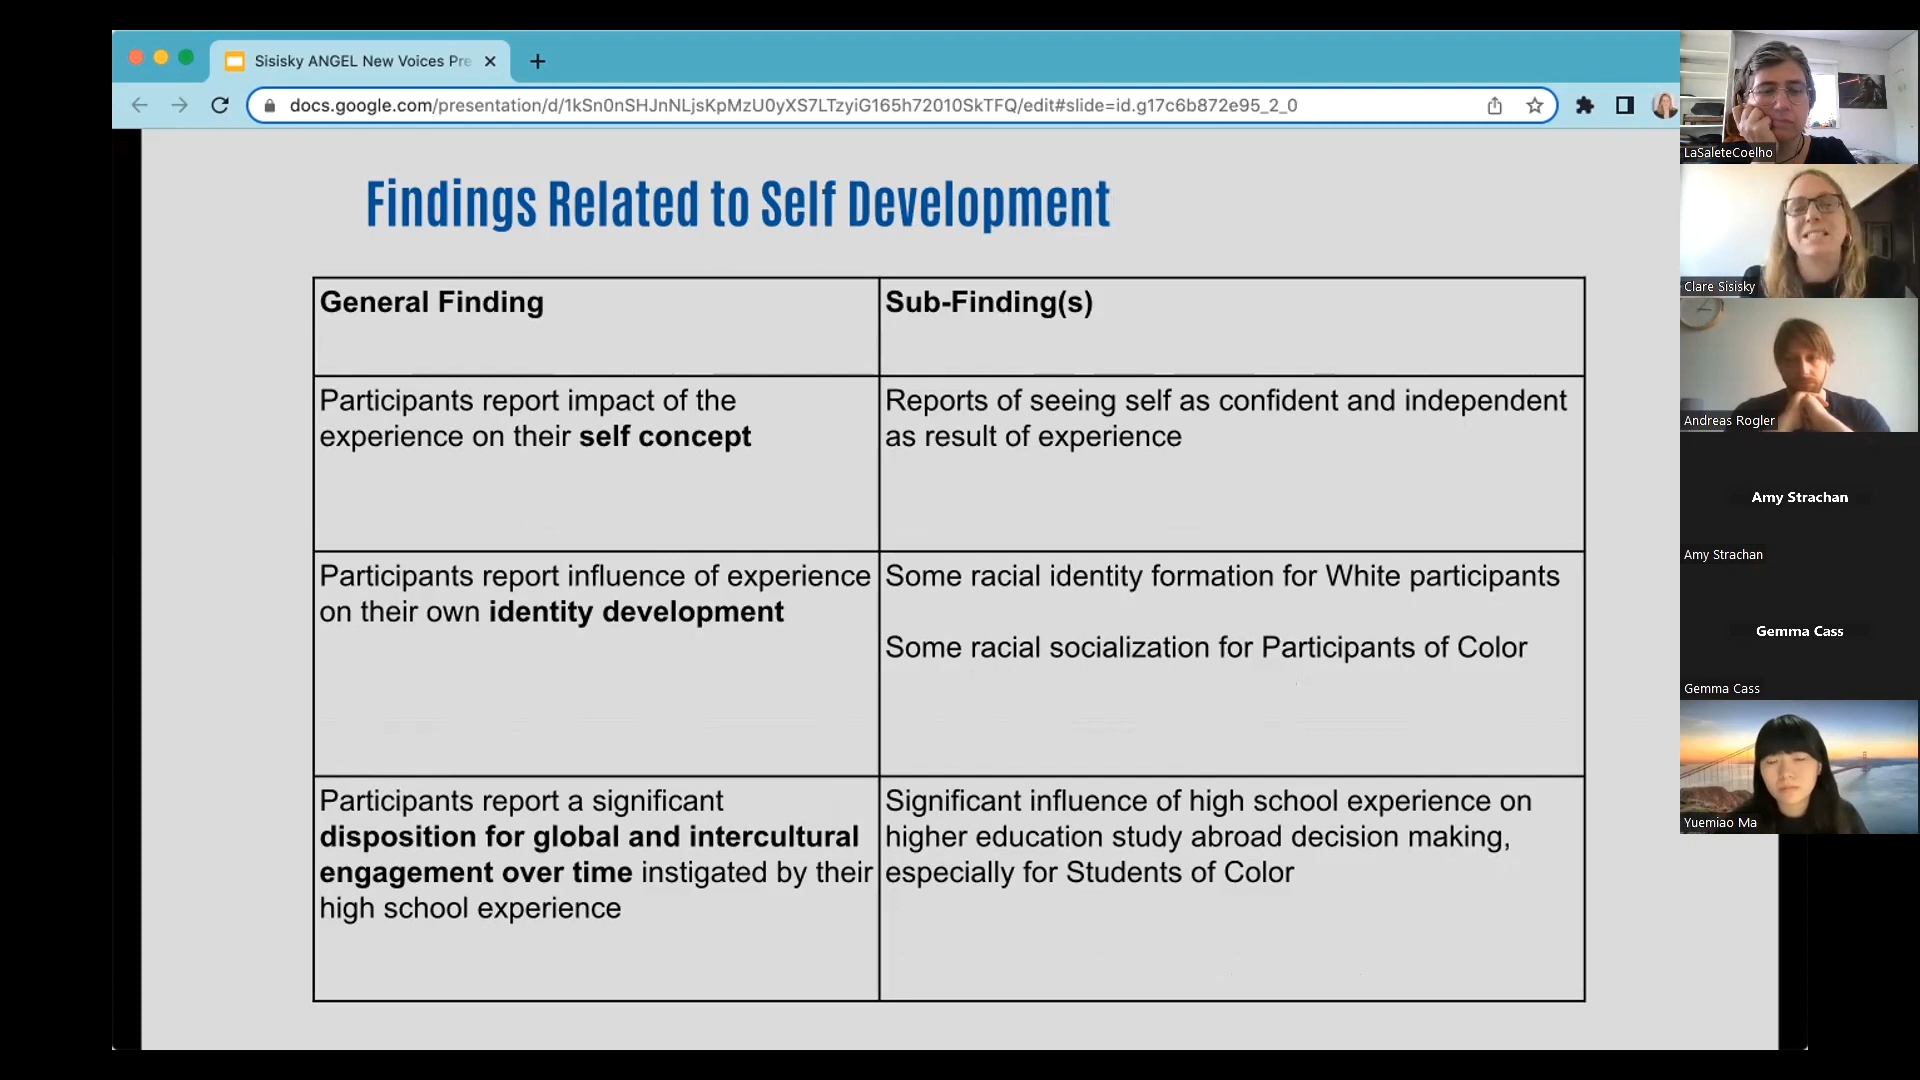 Sisisky ANGEL New Voices Pre
docs.google.com/presentation/d/1kSn0nSHJnNLjsKpMzU0yXS7LTzyiG165h72010SkTFQ/edit#slide=id.g17c6b872e95_2_0
Findings Related to Self Development
General Finding
Sub-Finding(s)
Participants report impact of the
experience on their self concept
Reports of seeing self as confident and independent
as result of experience
Participants report influence of experience
on their own identity development
Some racial identity formation for White participants
Some racial socialization for Participants of Color
Participants report a significant
disposition for global and intercultural
engagement over time instigated by their
high school experience
Significant influence of high school experience on
higher education study abroad decision making,
especially for Students of Color
LaSaleteCoelho
Clare Sisisky
Andreas Rogler
Amy Strachan
Amy Strachan
Gemma Cass
Gemma Cass
Yuemiao Ma